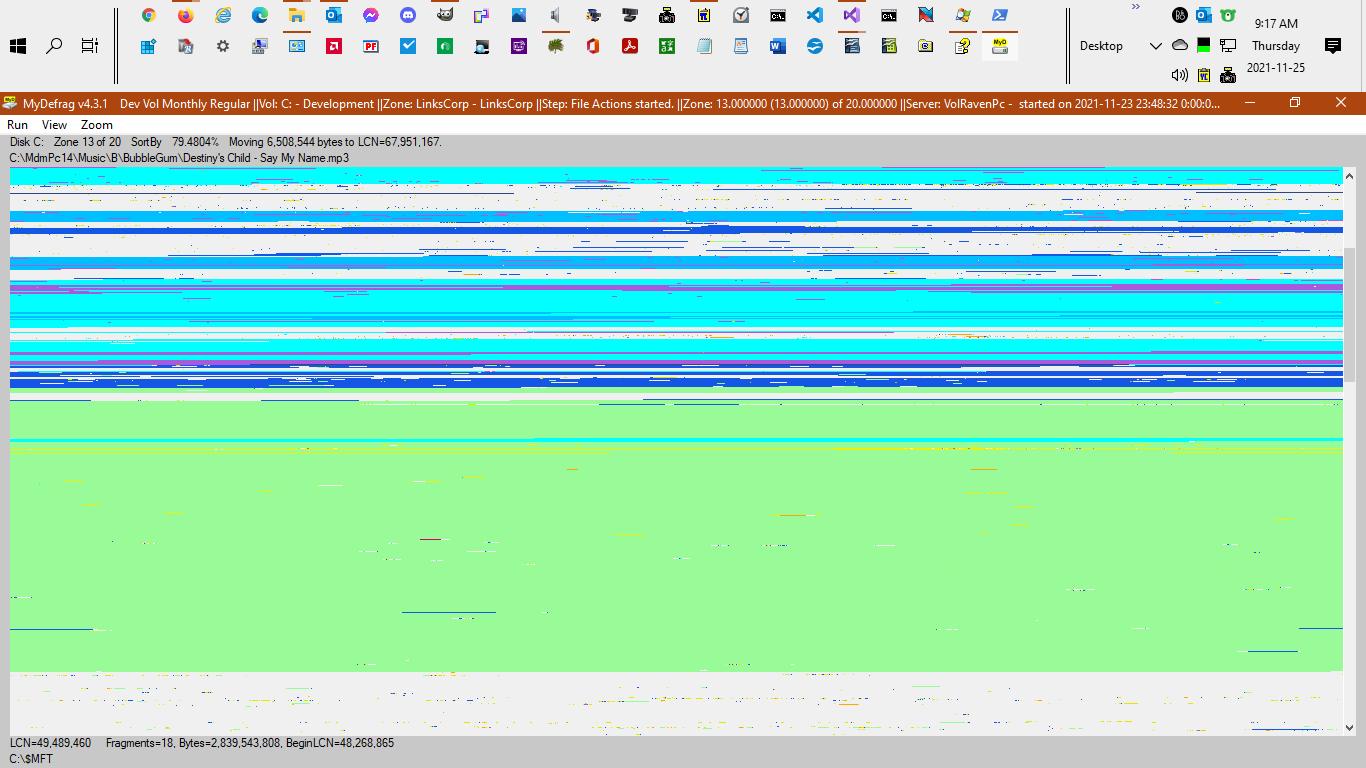 9:17 AM
Desktop
Thursday
2021-11-25
MyDefrag v4.3.1 Dev Vol Monthly Regular ||Vol: C: - Development ||Zone: LinksCorp - LinksCorp ||Step: File Actions started. ||Zone: 13.000000 (13.000000) of 20.000000 ||Server: VolRavenPc - started on 2021-11-23 23:48:32 0:00:0...
Run View Zoom
Disk C: Zone 13 of 20 SortBy 79.4804% Moving 6,508,544 bytes to LCN=67,951,167.
C:\MdmPc14\Music\B\BubbleGum\Destiny's Child - Say My Name.mp3
LCN=49,489,460 Fragments=18, Bytes=2,839,543,808, BeginLCN=48,268,865
C:\$MFT